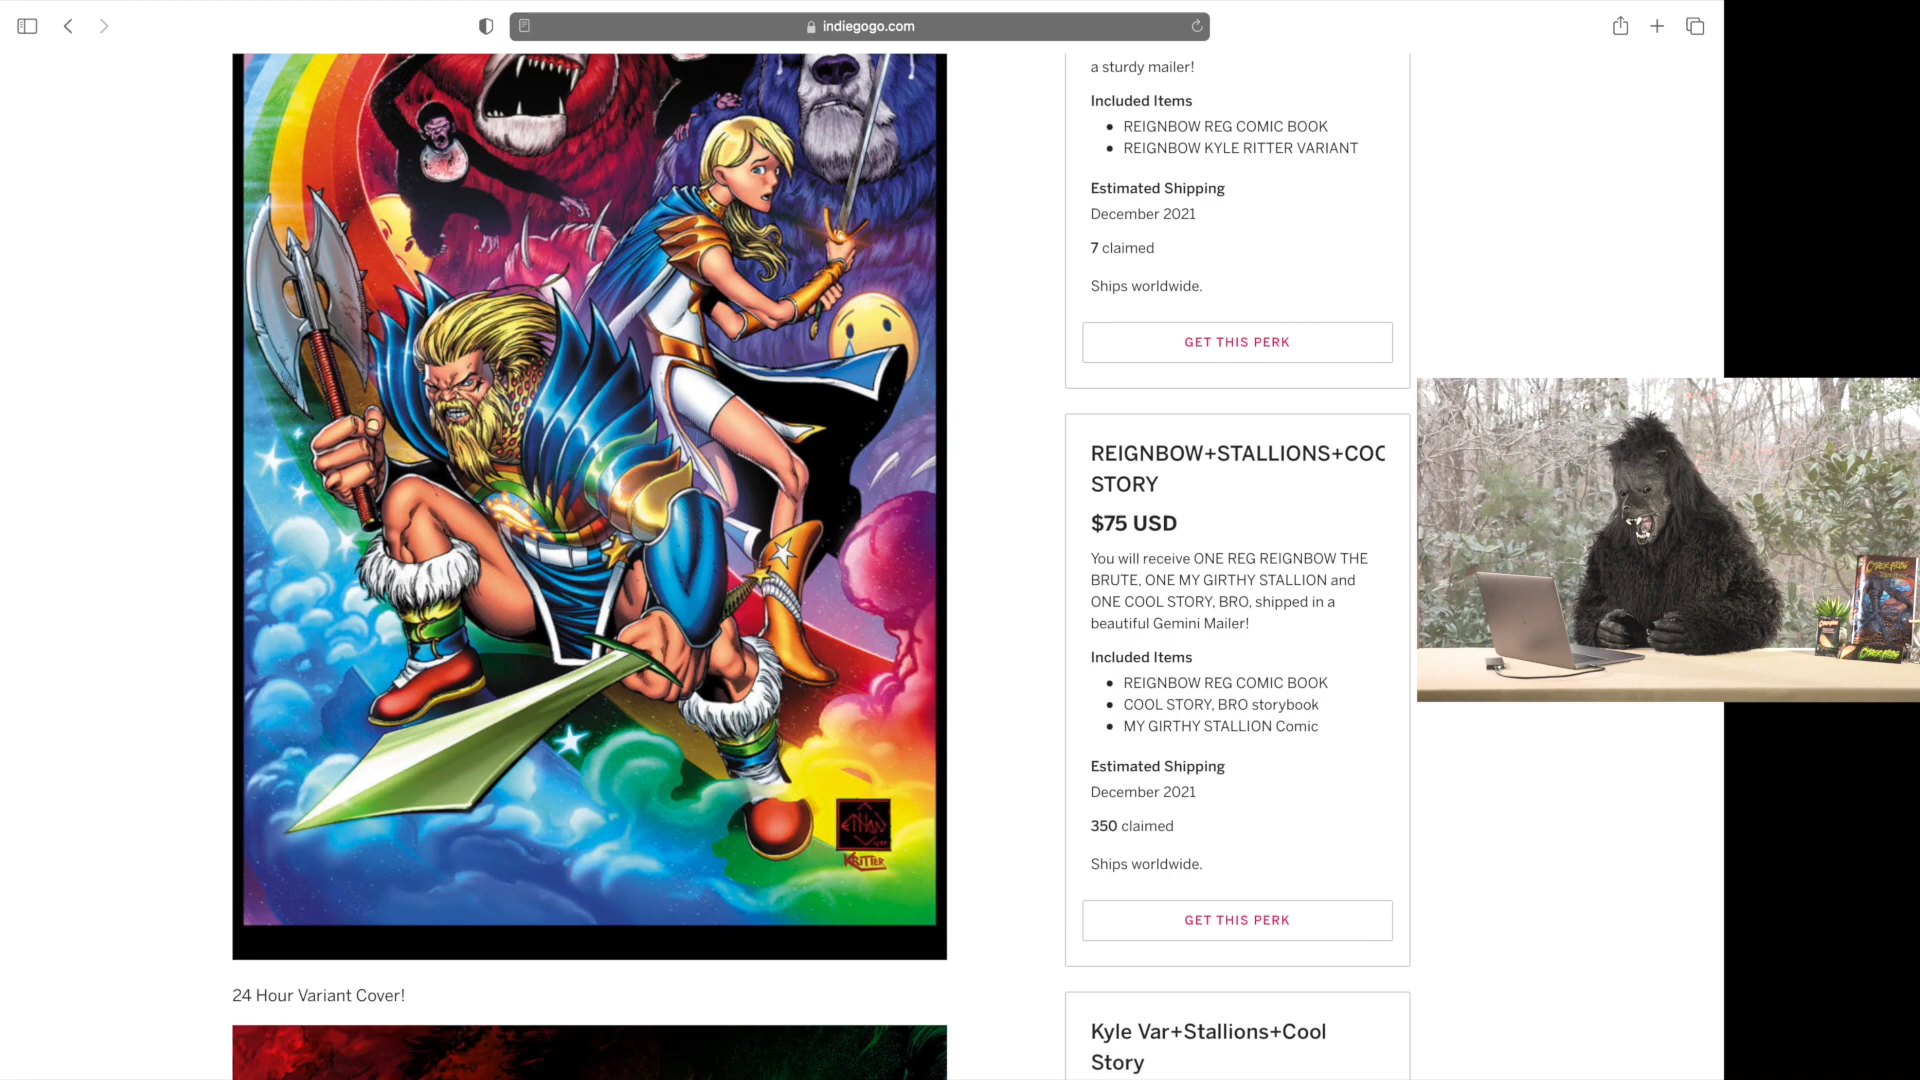 indiegogo.com
a sturdy mailer!
Included Items
REIGNBOW REG COMIC BOOK
REIGNBOW KYLE RITTER VARIANT
Estimated Shipping
December 2021
7 claimed
Ships worldwide.
GET THIS PERK
REIGNBOW+STALLIONS+COC
STORY
$75 USD
You will receive ONE REG REIGNBOW THE
BRUTE, ONE MY GIRTHY STALLION and
ONE COOL STORY, BRO, shipped in a
beautiful Gemini Mailer!
Included Items
REIGNBOW REG COMIC BOOK
COOL STORY, BRO storybook
MY GIRTHY STALLION Comic
Estimated Shipping
December 2021
350 claimed
Ships worldwide.
GET THIS PERK
Kyle Var+Stallions+Cool
Story
ETHAN
KRITTER
24 Hour Variant Cover!
CYBERFROG
CYBERFROG